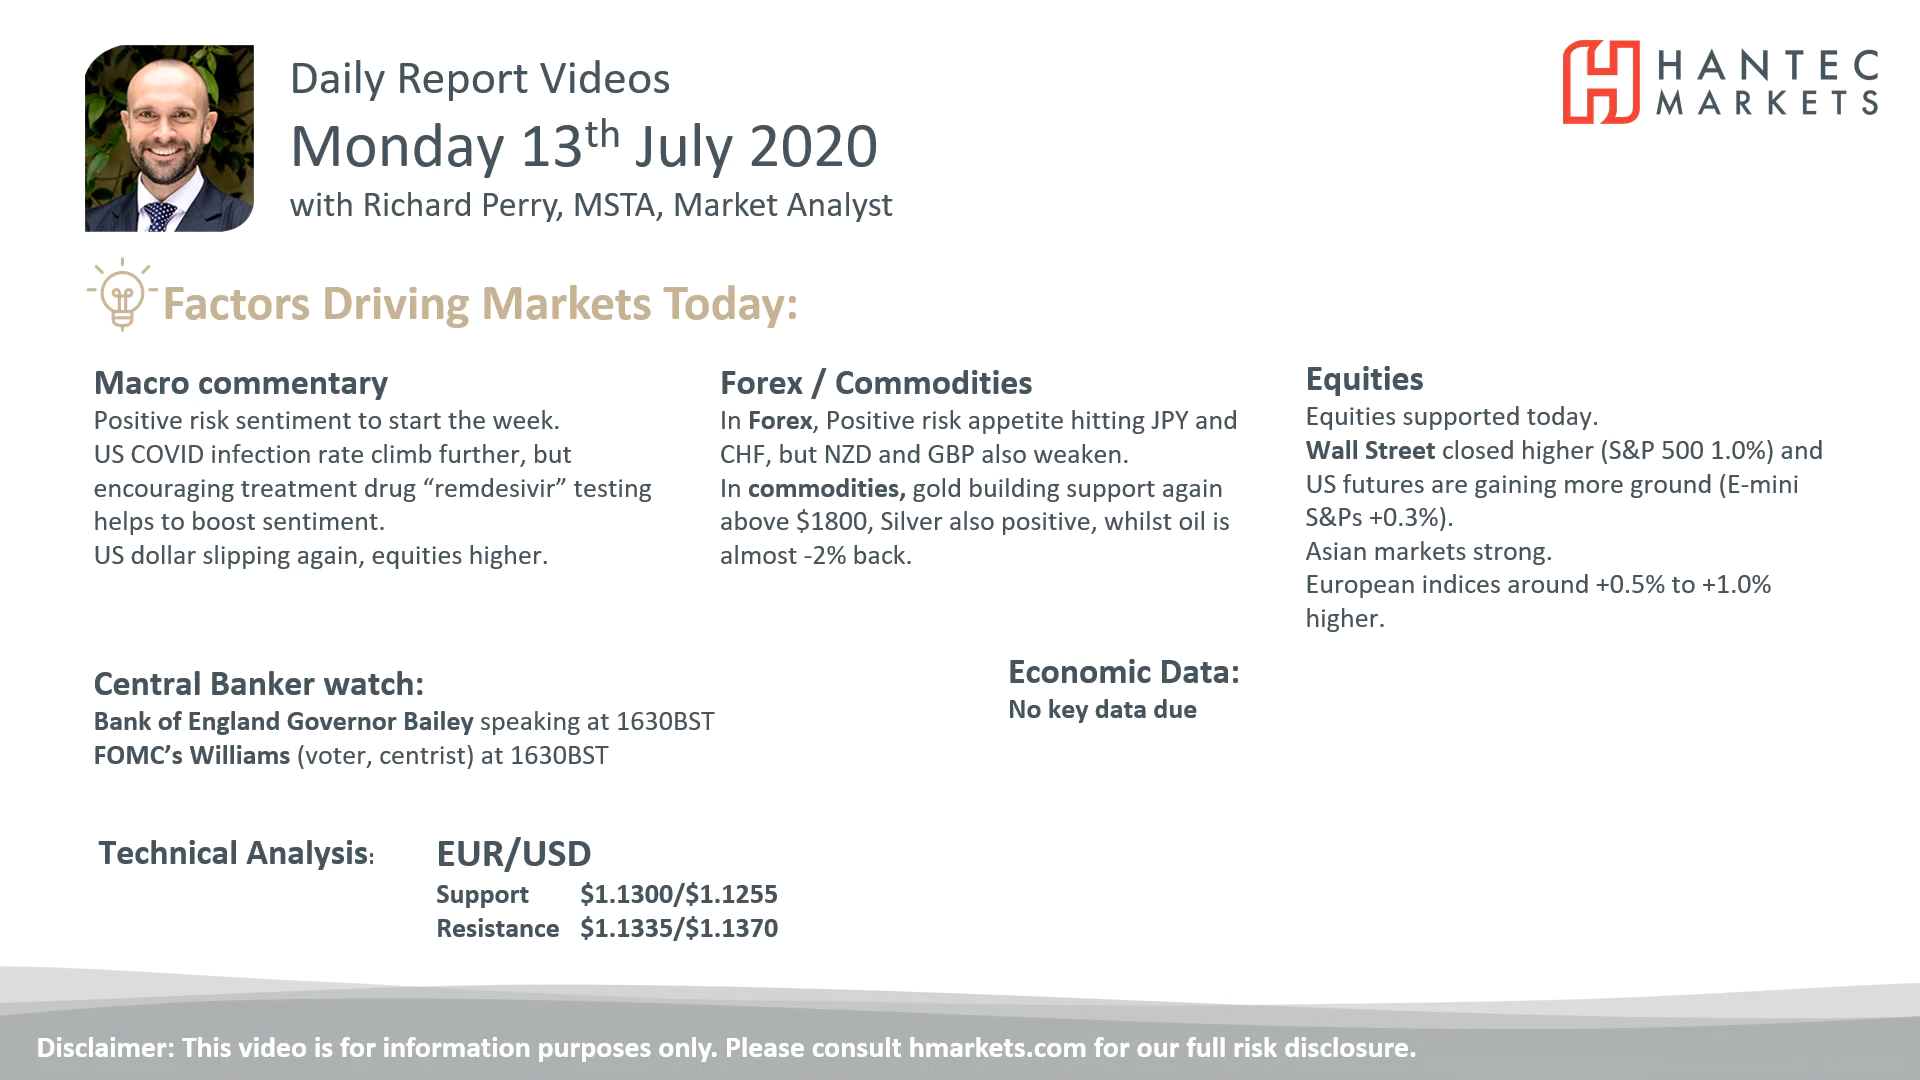 Daily Report Videos
Monday 13th July 2020
with Richard Perry, MSTA, Market Analyst
HANTEC
MARKETS
Factors Driving Markets Today:
Macro commentary
Positive risk sentiment to start the week.
US COVID infection rate climb further, but
encouraging treatment drug “remdesivir” testing
helps to boost sentiment.
US dollar slipping again, equities higher.
Forex / Commodities
In Forex, Positive risk appetite hitting JPY and
CHF, but NZD and GBP also weaken.
In commodities, gold building support again
above $1800, Silver also positive, whilst oil is
almost -2% back.
Equities
Equities supported today.
Wall Street closed higher (S&P 500 1.0%) and
US futures are gaining more ground (E-mini
S&Ps +0.3%).
Asian markets strong.
European indices around +0.5% to +1.0%
higher.
Central Banker watch:
Bank of England Governor Bailey speaking at 1630BST
FOMC’s Williams (voter, centrist) at 1630BST
Economic Data:
No key data due
Technical Analysis:
EUR/USD
Support $1.1300/$1.1255
Resistance $1.1335/$1.1370
Disclaimer: This video is for information purposes only. Please consult hmarkets.com for our full risk disclosure.